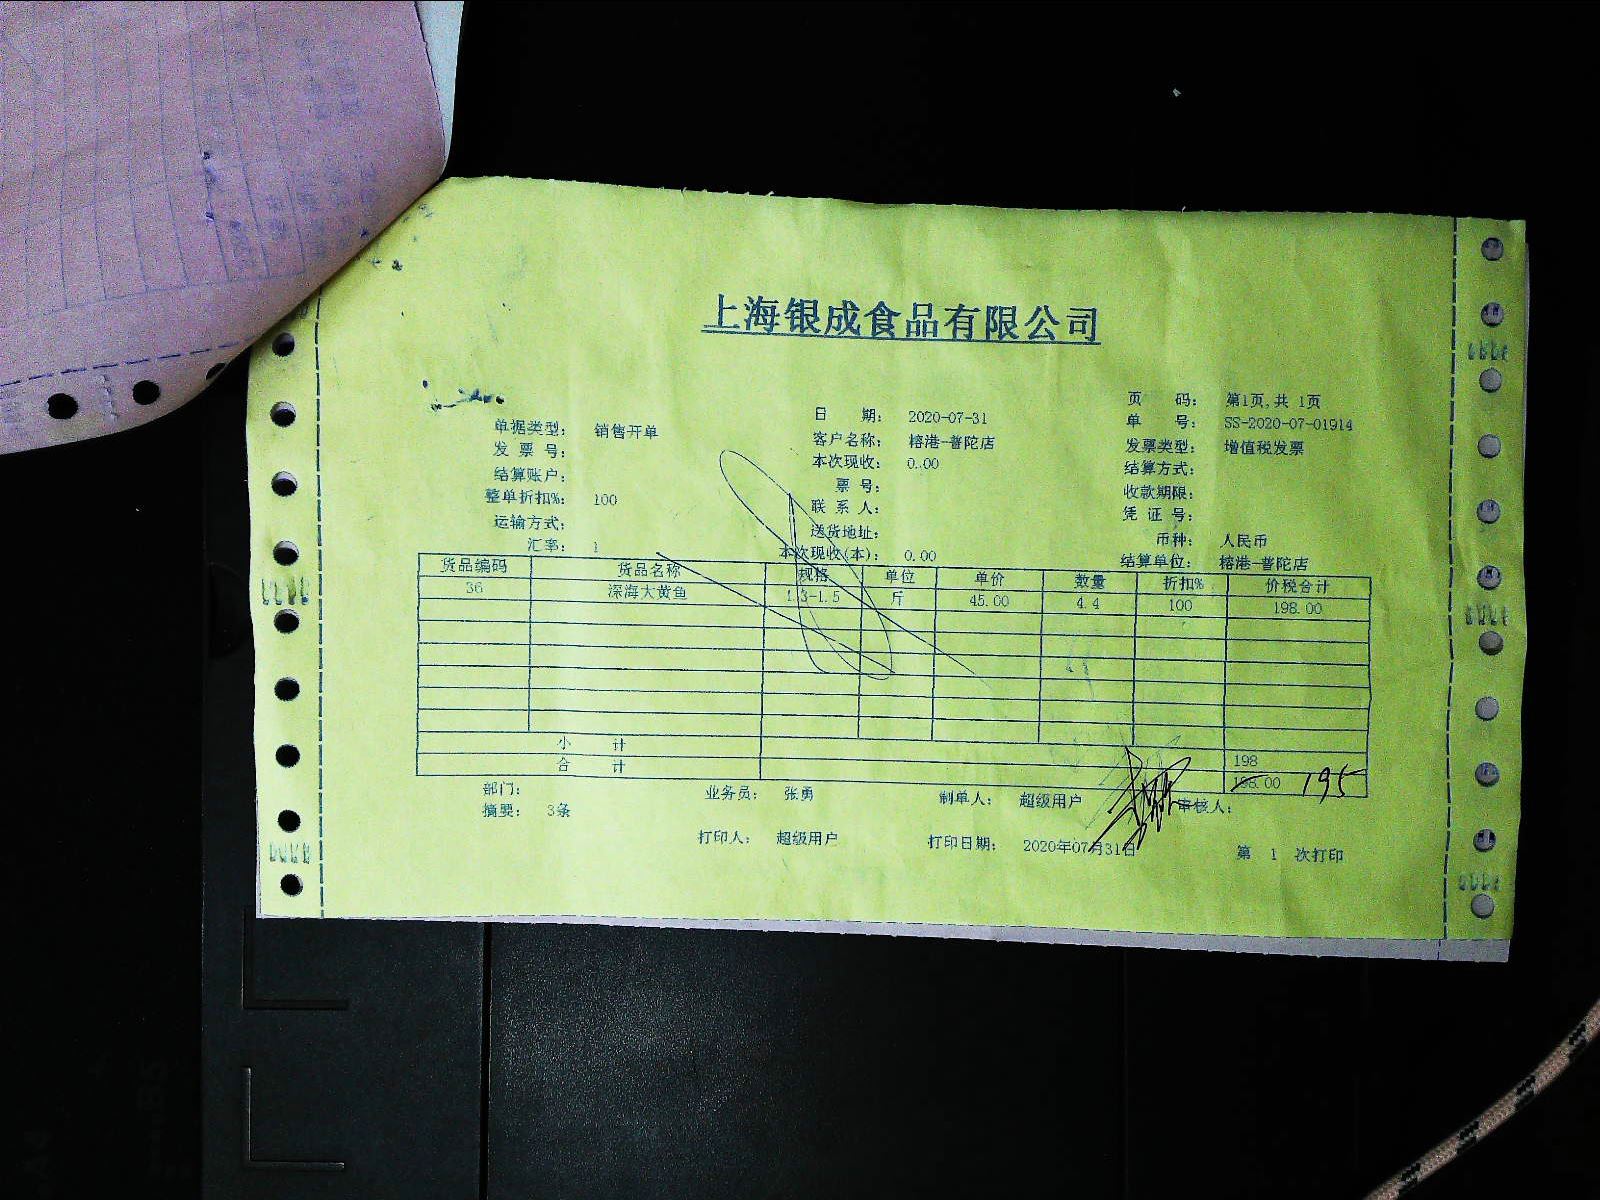 上海银成食品有限公司
页 码： 第1页,共 1页
日 期： 2020-07-31 单 号： SS-2020-07-01914
单据类型： 销售开单 客户名称： 榕港-普陀店 发票类型： 增值税发票
发 票 号： 本次现收： 0.00 结算方式：
结算账户： 票 号： 收款期限：
整单折扣%： 100 联 系 人： 凭 证 号：
运输方式： 送货地址： 币种： 人民币
汇率： 1 本次现收(本)： 0.00 结算单位： 榕港-普陀店
货品编码 货品名称 规格 单位 单价 数量 折扣% 价税合计
36 深海大黄鱼 1.3-1.5 斤 45.00 4.4 100 198.00
小 计 198
合 计 198.00 195
部门： 业务员： 张勇 制单人： 超级用户 审核人：
摘要： 3条
打印人： 超级用户 打印日期： 2020年07月31日 第 1 次打印